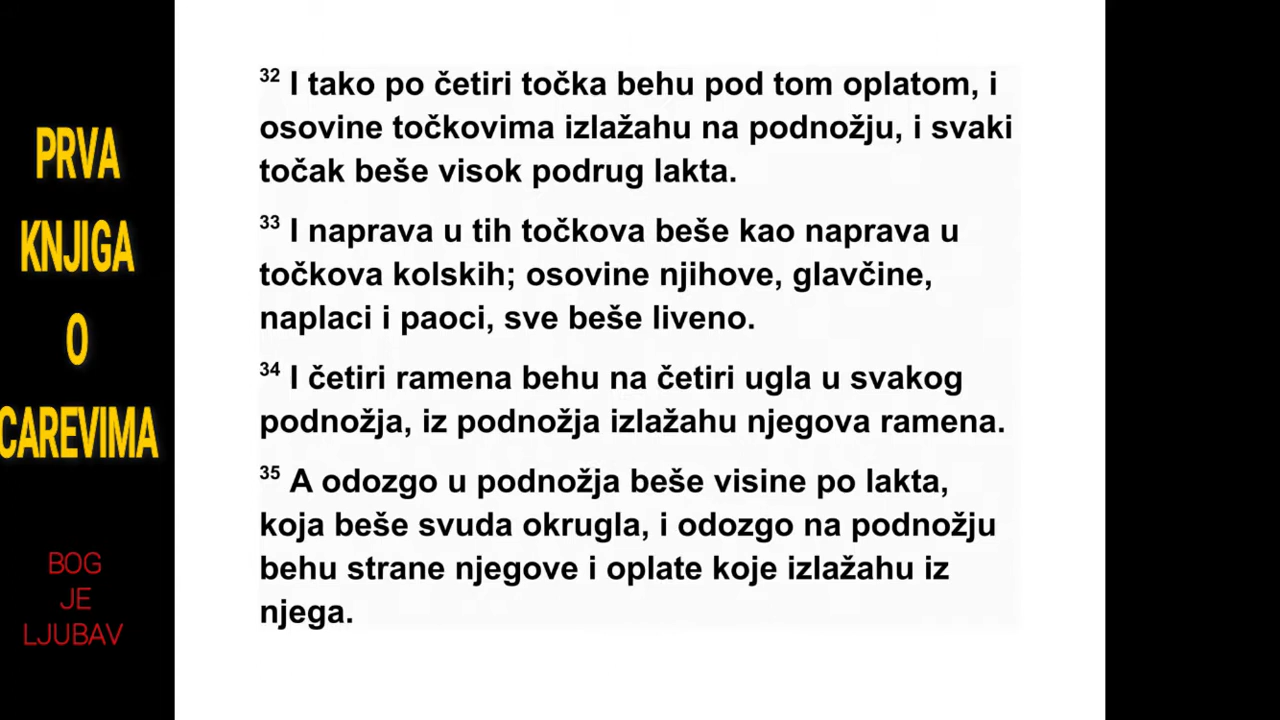 PRVA
KNJIGA
O
CAREVIMA
BOG
JE
LJUBAV
32 I tako po četiri točka behu pod tom oplatom, i
osovine točkovima izlažahu na podnožju, i svaki
točak beše visok podrug lakta.
33 I naprava u tih točkova beše kao naprava u
točkova kolskih; osovine njihove, glavčine,
naplaci i paoci, sve beše liveno.
34 I četiri ramena behu na četiri ugla u svakog
podnožja, iz podnožja izlažahu njegova ramena.
35 A odozgo u podnožja beše visine po lakta,
koja beše svuda okrugla, i odozgo na podnožju
behu strane njegove i oplate koje izlažahu iz
njega.